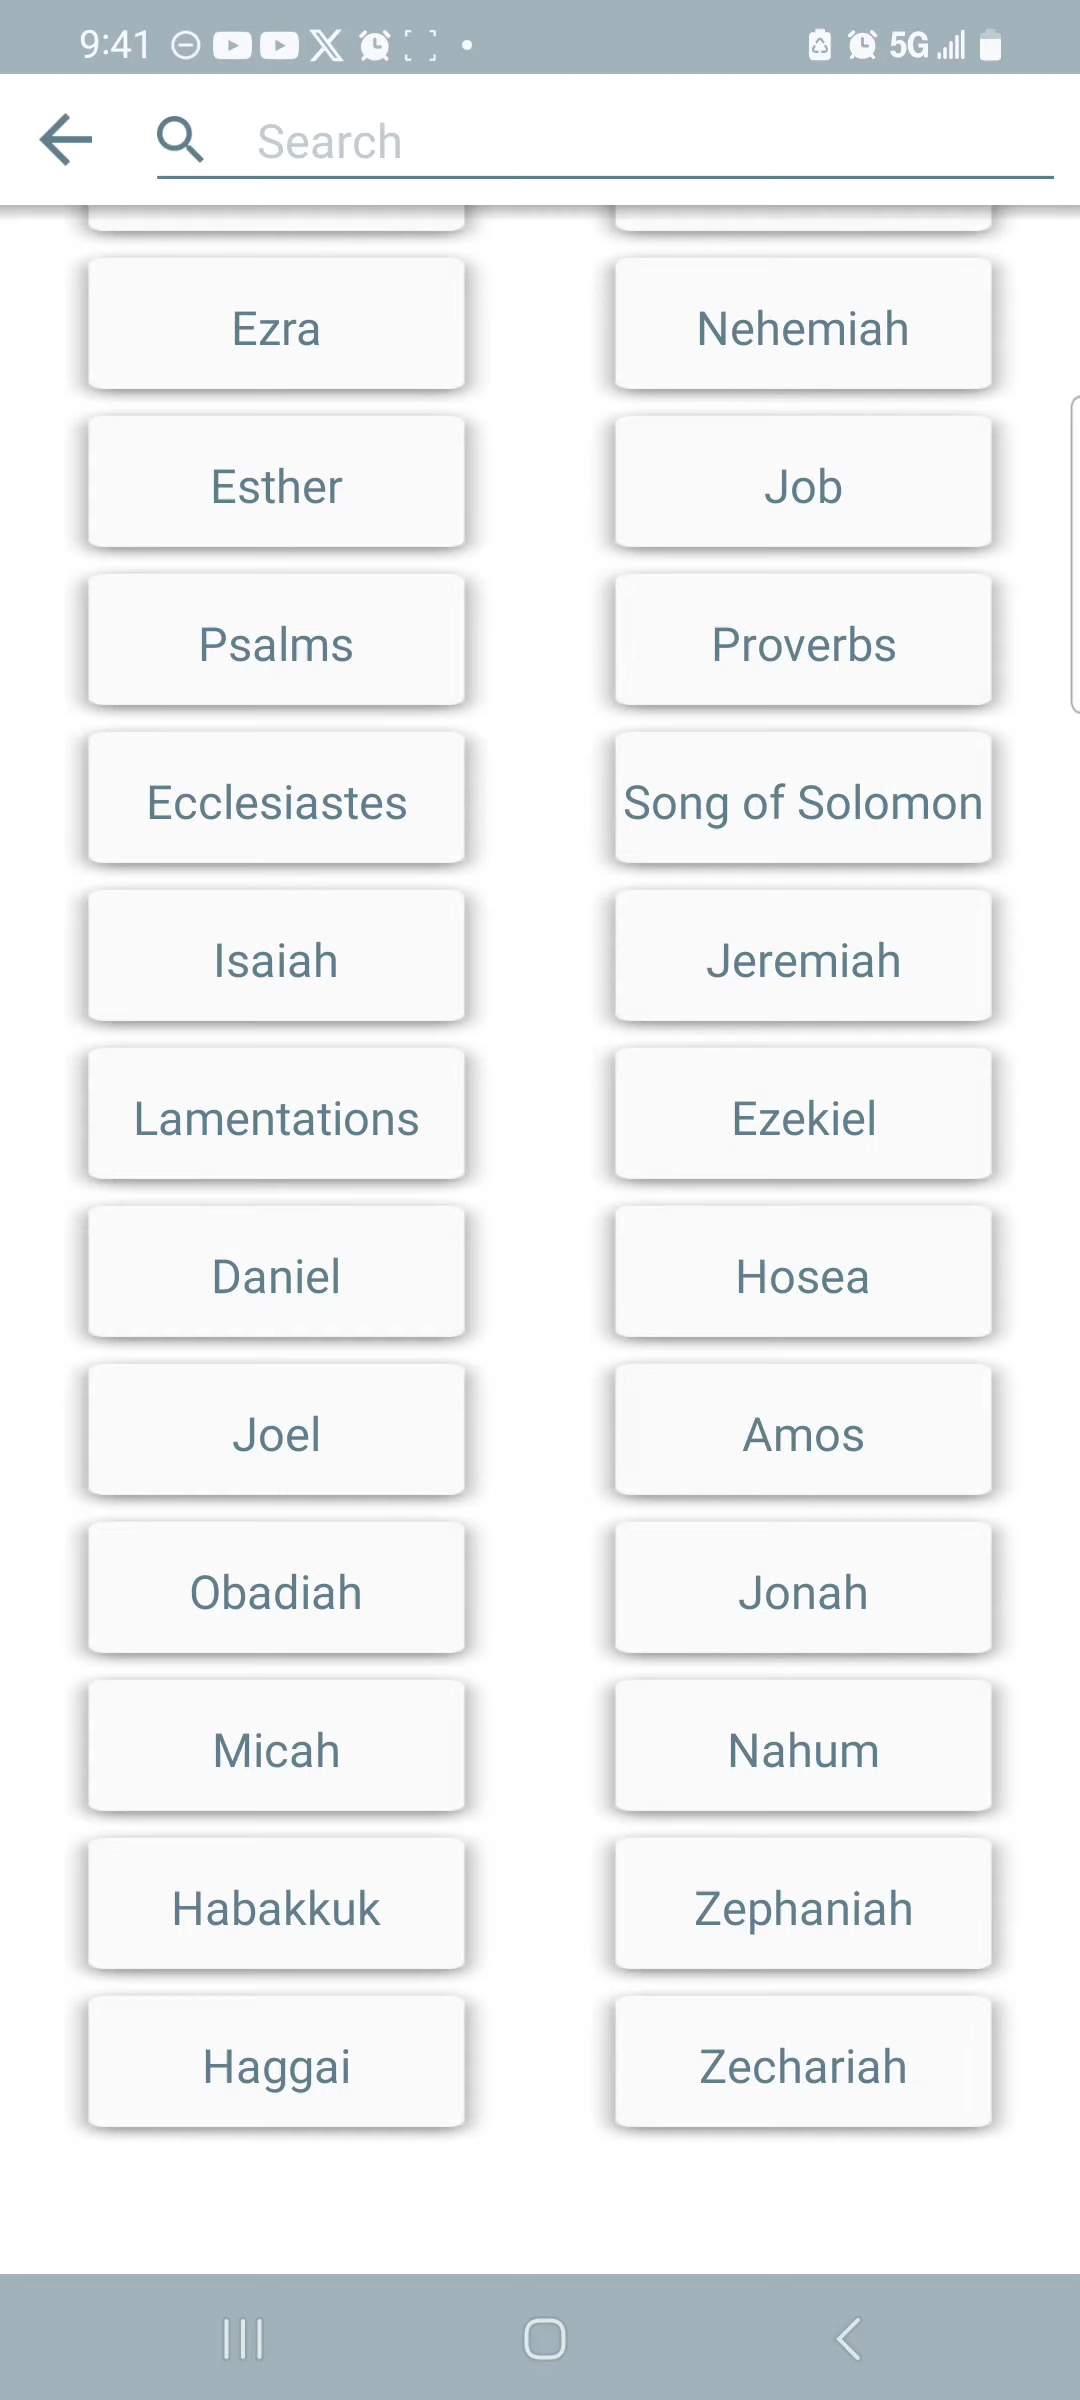 9:41 5G
Search
Ezra Nehemiah
Esther Job
Psalms Proverbs
Ecclesiastes Song of Solomon
Isaiah Jeremiah
Lamentations Ezekiel
Daniel Hosea
Joel Amos
Obadiah Jonah
Micah Nahum
Habakkuk Zephaniah
Haggai Zechariah